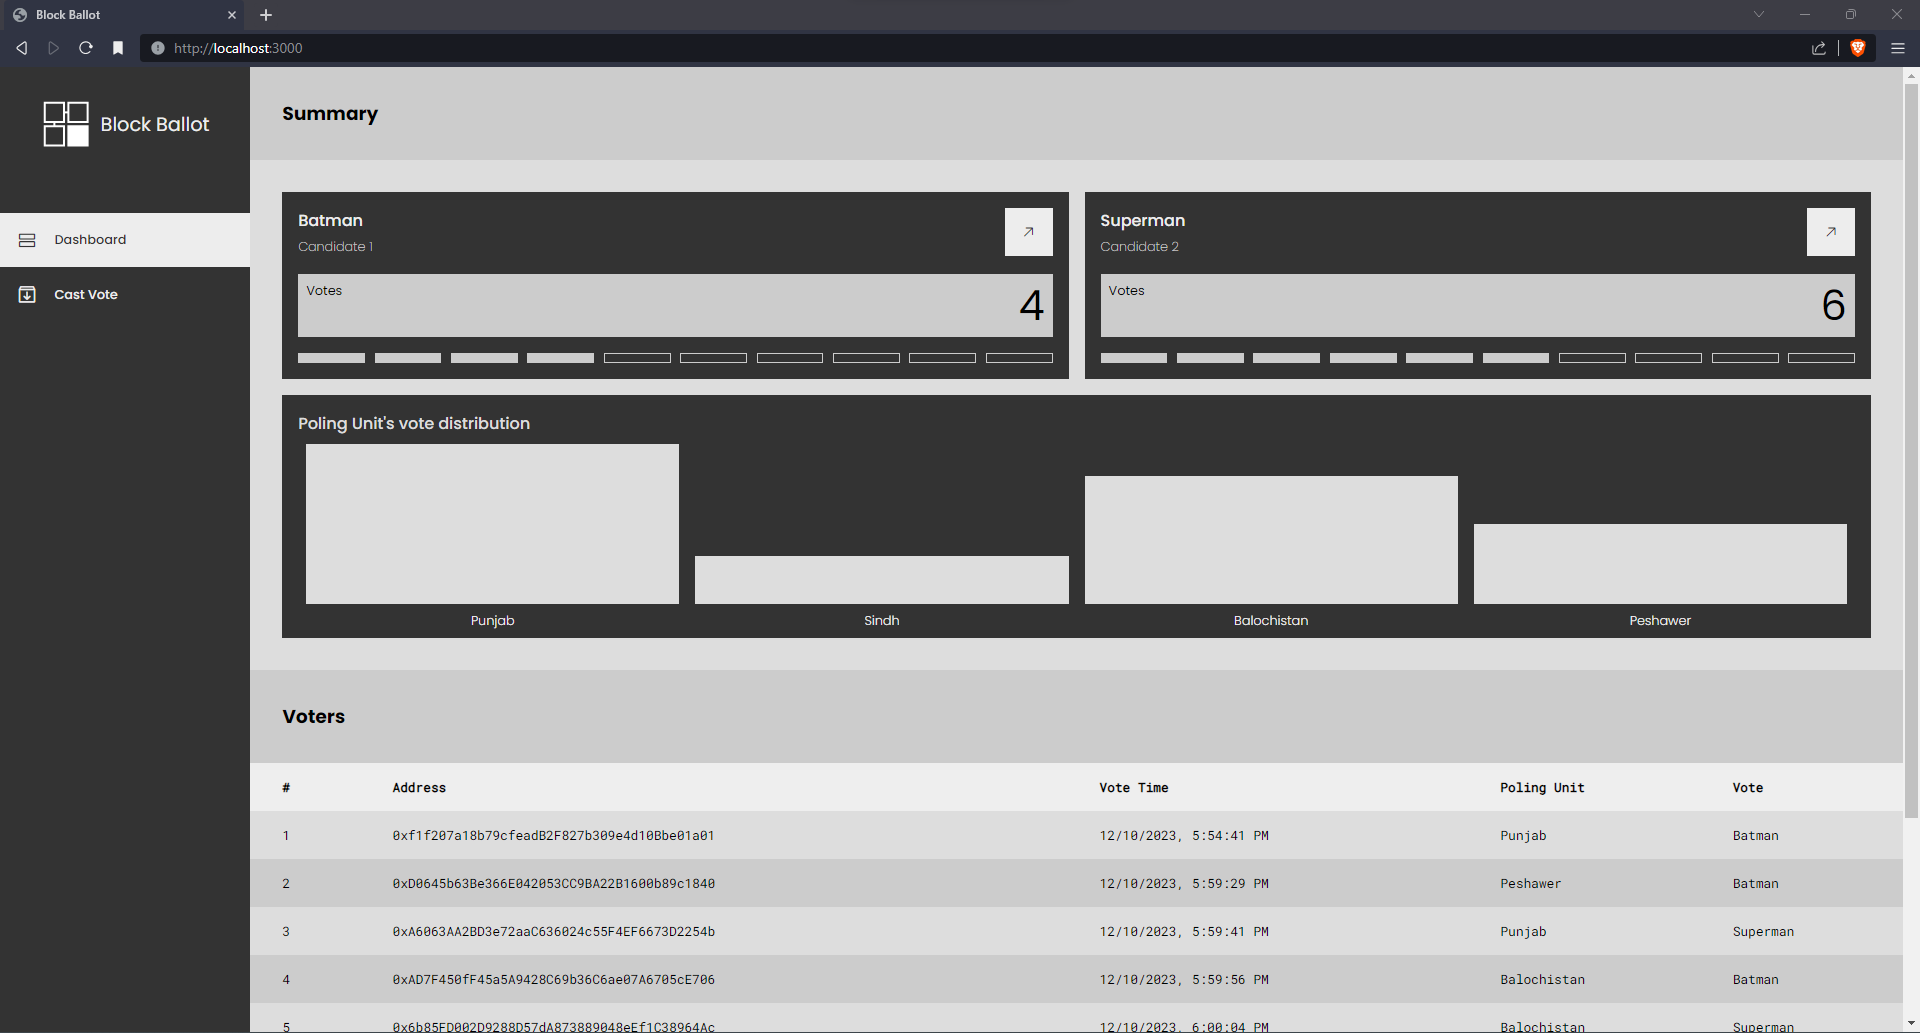 Block Ballot
http://localhost:3000
Block Ballot
Dashboard
Cast Vote
Summary
Batman
Candidate 1
Votes
4
Superman
Candidate 2
Votes
6
Poling Unit's vote distribution
Punjab Sindh Balochistan Peshawer
Voters
# Address Vote Time Poling Unit Vote
1 0xf1f207a18b79cfeadB2F827b309e4d10Bbe01a01 12/10/2023, 5:54:41 PM Punjab Batman
2 0xD0645b63Be366E042053CC9BA22B1600b89c1840 12/10/2023, 5:59:29 PM Peshawer Batman
3 0xA6063AA2BD3e72aaC636024c55F4EF6673D2254b 12/10/2023, 5:59:41 PM Punjab Superman
4 0xAD7F450fF45a5A9428C69b36C6ae07A6705cE706 12/10/2023, 5:59:56 PM Balochistan Batman
5 0x6b85FD002D9288D57dA873889048eEf1C38964Ac 12/10/2023, 6:00:04 PM Balochistan Superman